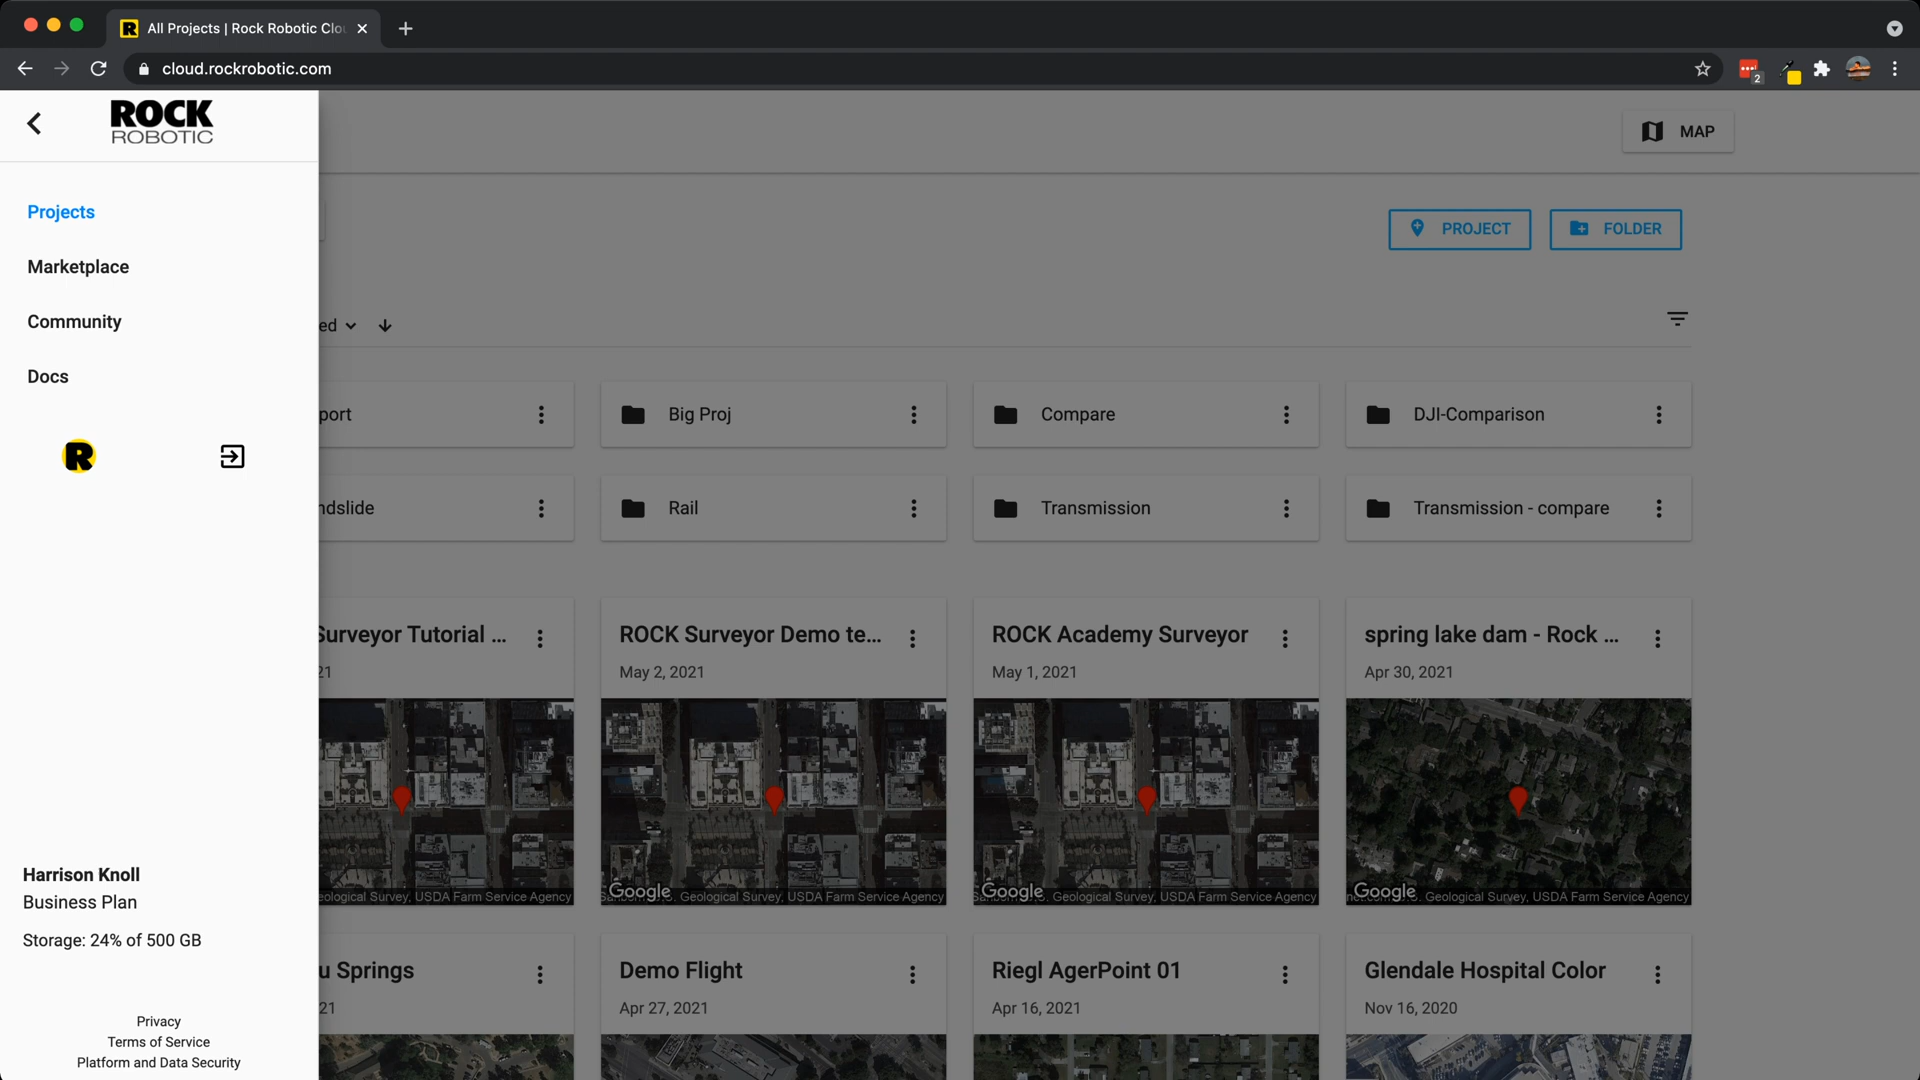 All Projects | Rock Robotic Clo
cloud.rockrobotic.com
2
ROCK
ROBOTIC
MAP
Projects
Marketplace
Community
Docs
R
PROJECT
FOLDER
ed
port
Big Proj
Compare
DJI-Comparison
ndslide
Rail
Transmission
Transmission - compare
Surveyor Tutorial ...
21
ROCK Surveyor Demo te...
May 2, 2021
ROCK Academy Surveyor
May 1, 2021
spring lake dam - Rock ...
Apr 30, 2021
eological Survey, USDA Farm Service Agency
Google
Geological Survey, USDA Farm Service Agency
Google
Geological Survey, USDA Farm Service Agency
Google
Geological Survey, USDA Farm Service Agency
Harrison Knoll
Business Plan
Storage: 24% of 500 GB
u Springs
21
Demo Flight
Apr 27, 2021
Riegl AgerPoint 01
Apr 16, 2021
Glendale Hospital Color
Nov 16, 2020
Privacy
Terms of Service
Platform and Data Security